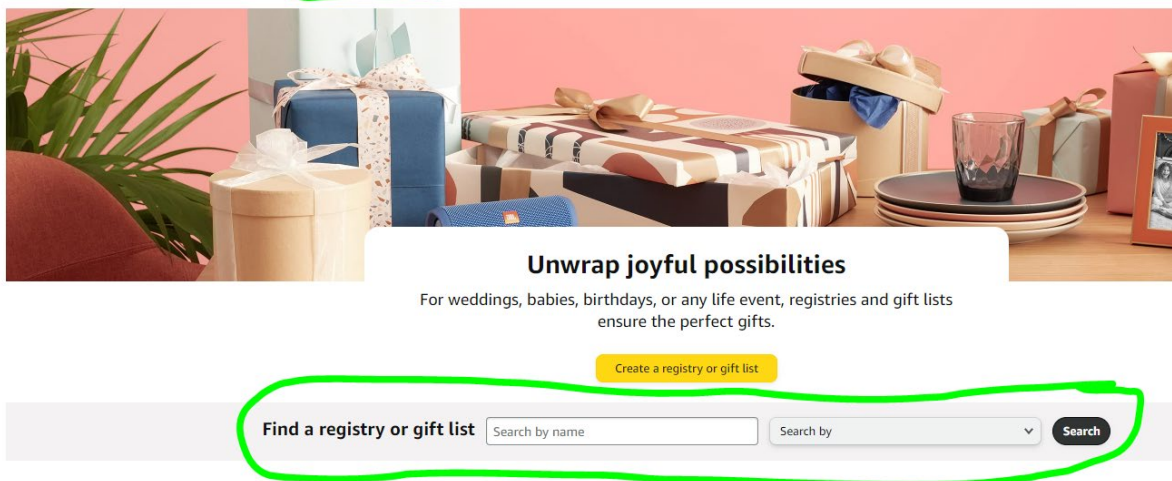 Unwrap joyful possibilities
For weddings, babies, birthdays, or any life event, registries and gift lists
ensure the perfect gifts.
Create a registry or gift list
Find a registry or gift list Search by name Search by Search